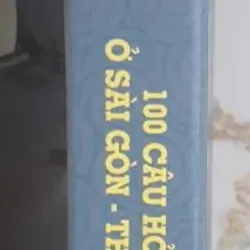 100 CÂU HỎ
Ở SÀI GÒN - TH